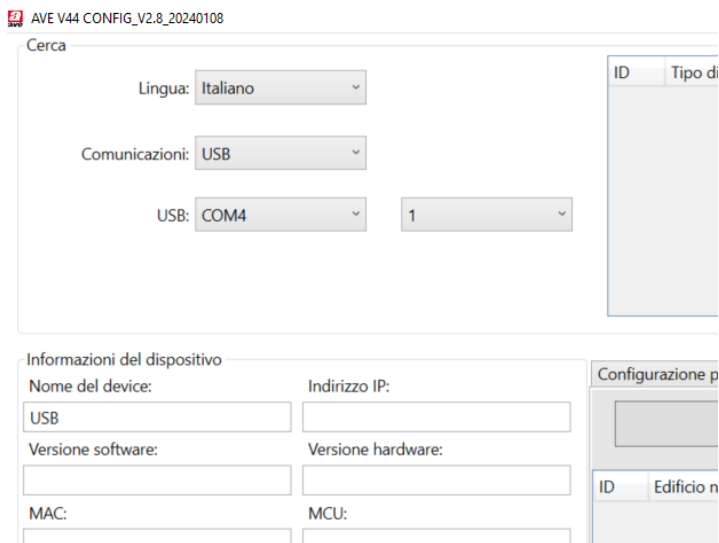 AVE V44 CONFIG_V2.8_20240108
Cerca
Lingua: Italiano
Comunicazioni: USB
USB: COM4 1
ID Tipo di
Informazioni del dispositivo
Nome del device: Indirizzo IP:
USB
Versione software: Versione hardware:
MAC: MCU:
Configurazione p
ID Edificio n